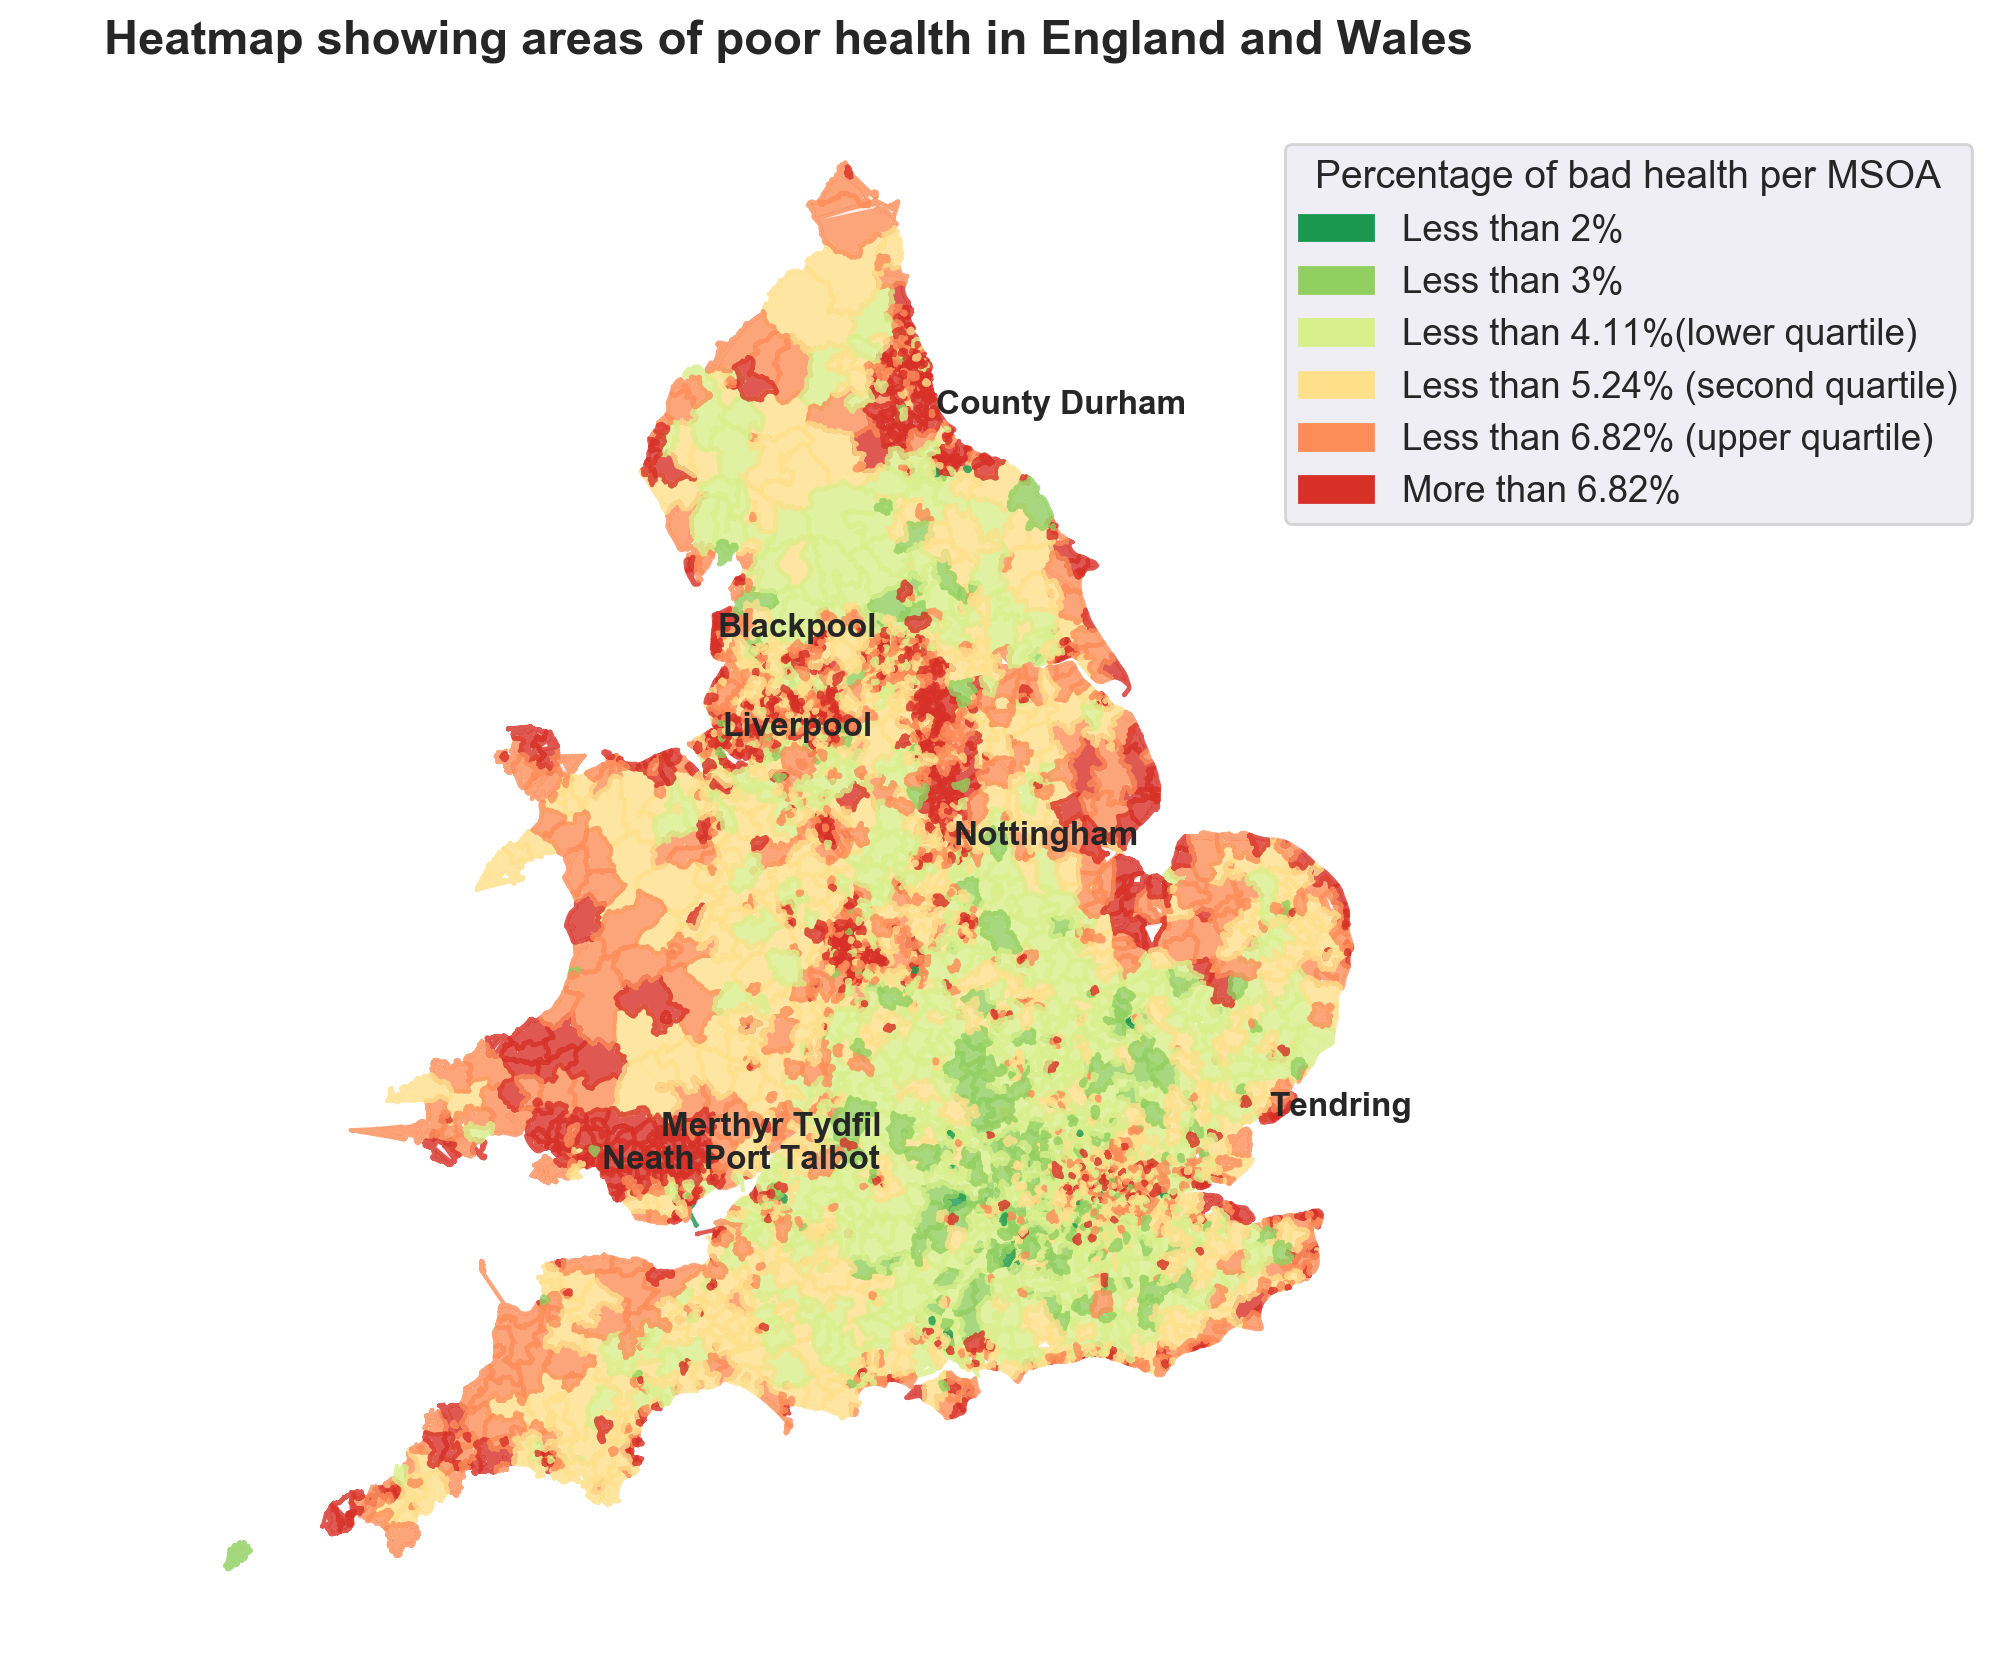 Heatmap showing areas of poor health in England and Wales
Percentage of bad health per MSOA
Less than 2%
Less than 3%
Less than 4.11%(lower quartile)
Less than 5.24% (second quartile)
Less than 6.82% (upper quartile)
More than 6.82%
County Durham
Blackpool
Liverpool
Nottingham
Tendring
Merthyr Tydfil
Neath Port Talbot